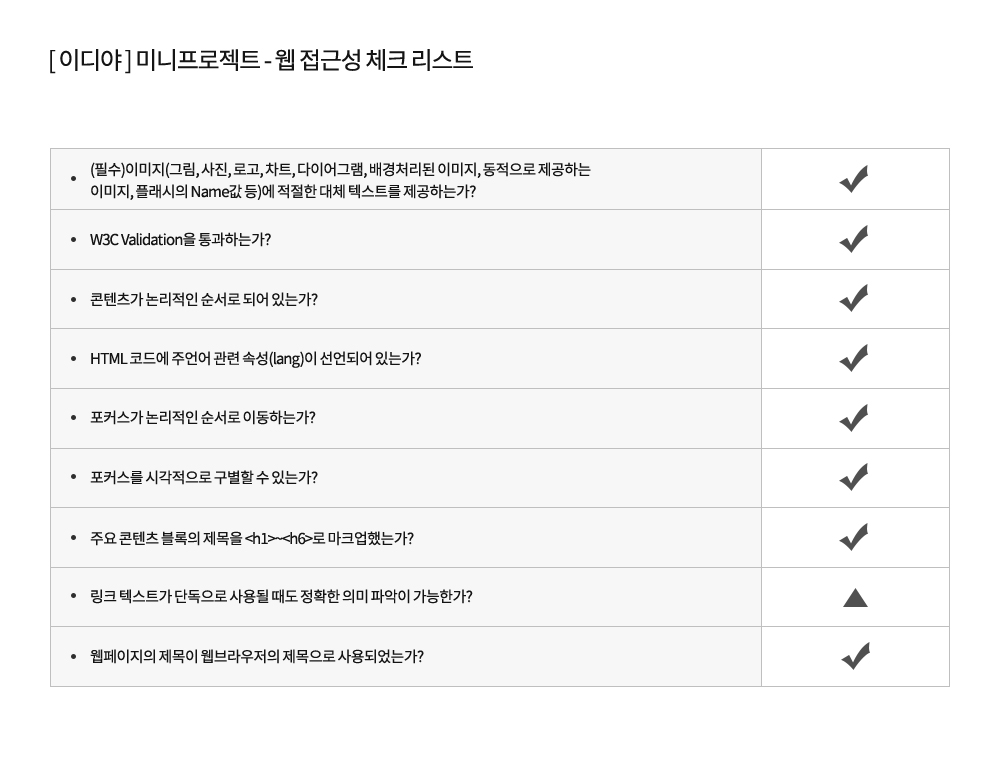 [ 이디야 ] 미니프로젝트 - 웹 접근성 체크 리스트
• (필수)이미지(그림, 사진, 로고, 차트, 다이어그램, 배경처리된 이미지, 동적으로 제공하는
이미지, 플래시의 Name값 등)에 적절한 대체 텍스트를 제공하는가? ✔
• W3C Validation을 통과하는가? ✔
• 콘텐츠가 논리적인 순서로 되어 있는가? ✔
• HTML 코드에 주언어 관련 속성(lang)이 선언되어 있는가? ✔
• 포커스가 논리적인 순서로 이동하는가? ✔
• 포커스를 시각적으로 구별할 수 있는가? ✔
• 주요 콘텐츠 블록의 제목을 <h1>~<h6>로 마크업했는가? ✔
• 링크 텍스트가 단독으로 사용될 때도 정확한 의미 파악이 가능한가? ▲
• 웹페이지의 제목이 웹브라우저의 제목으로 사용되었는가? ✔